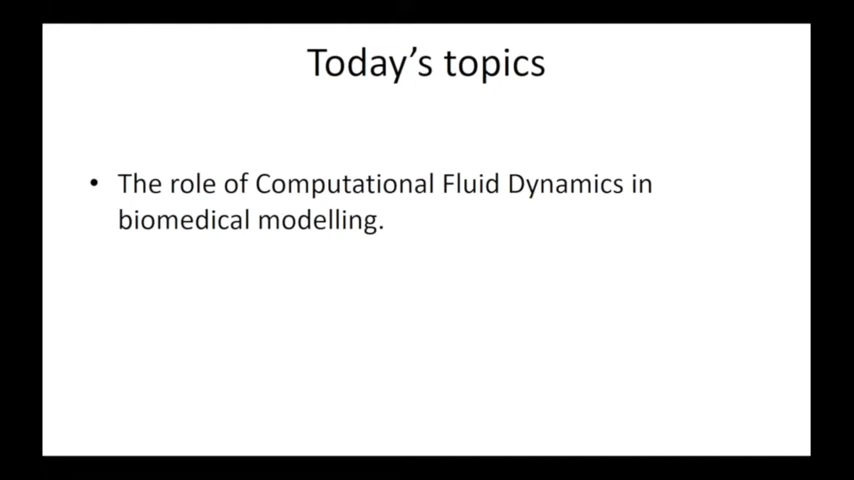 Today’s topics
• The role of Computational Fluid Dynamics in
biomedical modelling.